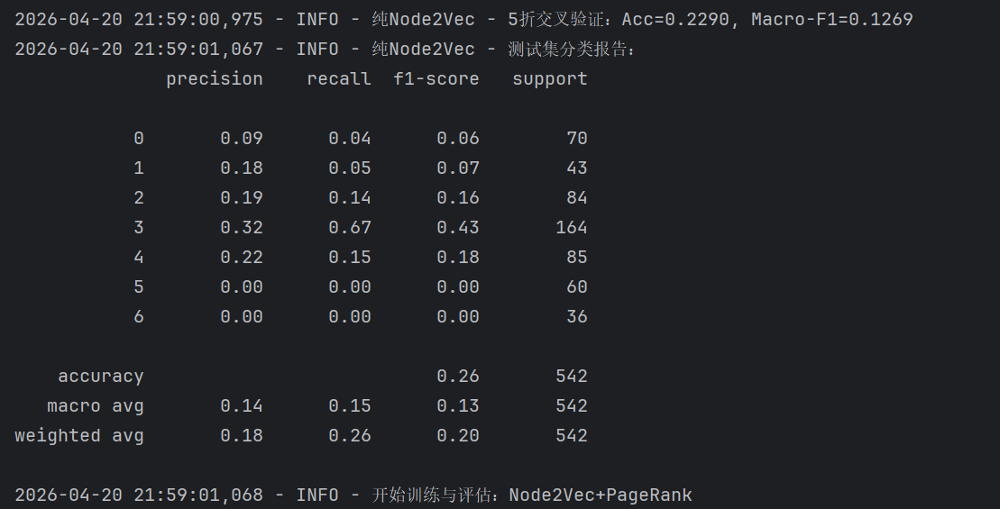 2026-04-20 21:59:00,975 - INFO - 纯Node2Vec - 5折交叉验证：Acc=0.2290, Macro-F1=0.1269
2026-04-20 21:59:01,067 - INFO - 纯Node2Vec - 测试集分类报告：
precision recall f1-score support
0 0.09 0.04 0.06 70
1 0.18 0.05 0.07 43
2 0.19 0.14 0.16 84
3 0.32 0.67 0.43 164
4 0.22 0.15 0.18 85
5 0.00 0.00 0.00 60
6 0.00 0.00 0.00 36
accuracy 0.26 542
macro avg 0.14 0.15 0.13 542
weighted avg 0.18 0.26 0.20 542
2026-04-20 21:59:01,068 - INFO - 开始训练与评估：Node2Vec+PageRank